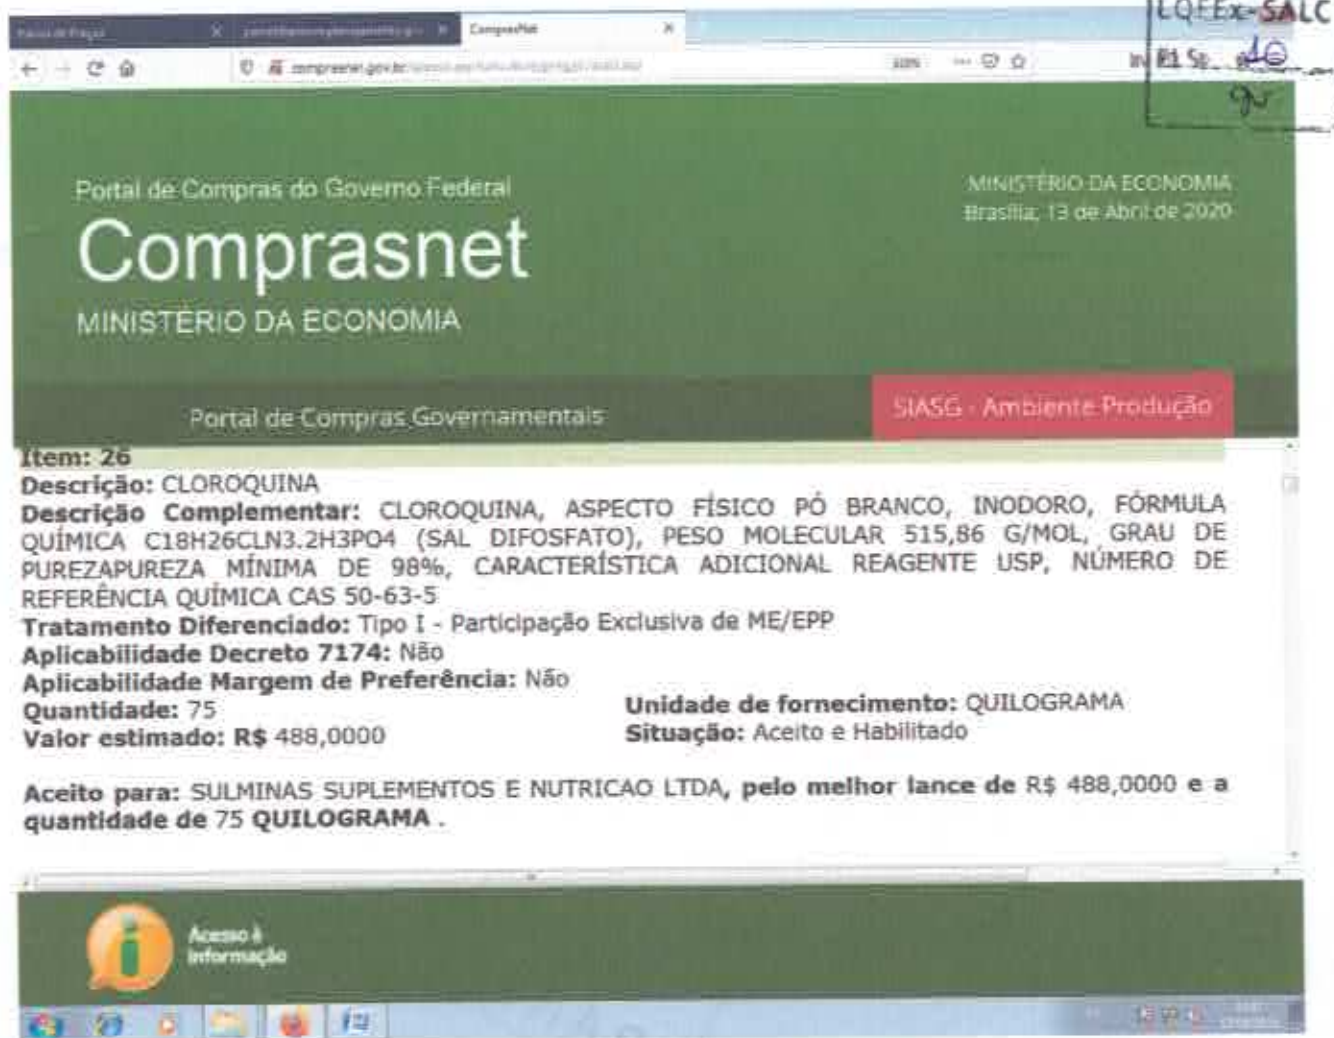 LQFEx-SALC
ComprasNet
10
Portal de Compras do Governo Federal
MINISTÉRIO DA ECONOMIA
Brasília, 13 de Abril de 2020
Comprasnet
MINISTÉRIO DA ECONOMIA
Portal de Compras Governamentais
SIASG - Ambiente Produção
Item: 26
Descrição: CLOROQUINA
Descrição Complementar: CLOROQUINA, ASPECTO FÍSICO PÓ BRANCO, INODORO, FÓRMULA
QUÍMICA C18H26CLN3.2H3PO4 (SAL DIFOSFATO), PESO MOLECULAR 515,86 G/MOL, GRAU DE
PUREZAPUREZA MÍNIMA DE 98%, CARACTERÍSTICA ADICIONAL REAGENTE USP, NÚMERO DE
REFERÊNCIA QUÍMICA CAS 50-63-5
Tratamento Diferenciado: Tipo I - Participação Exclusiva de ME/EPP
Aplicabilidade Decreto 7174: Não
Aplicabilidade Margem de Preferência: Não
Quantidade: 75 Unidade de fornecimento: QUILOGRAMA
Valor estimado: R$ 488,0000 Situação: Aceito e Habilitado
Aceito para: SULMINAS SUPLEMENTOS E NUTRICAO LTDA, pelo melhor lance de R$ 488,0000 e a
quantidade de 75 QUILOGRAMA .
Acesso à
Informação